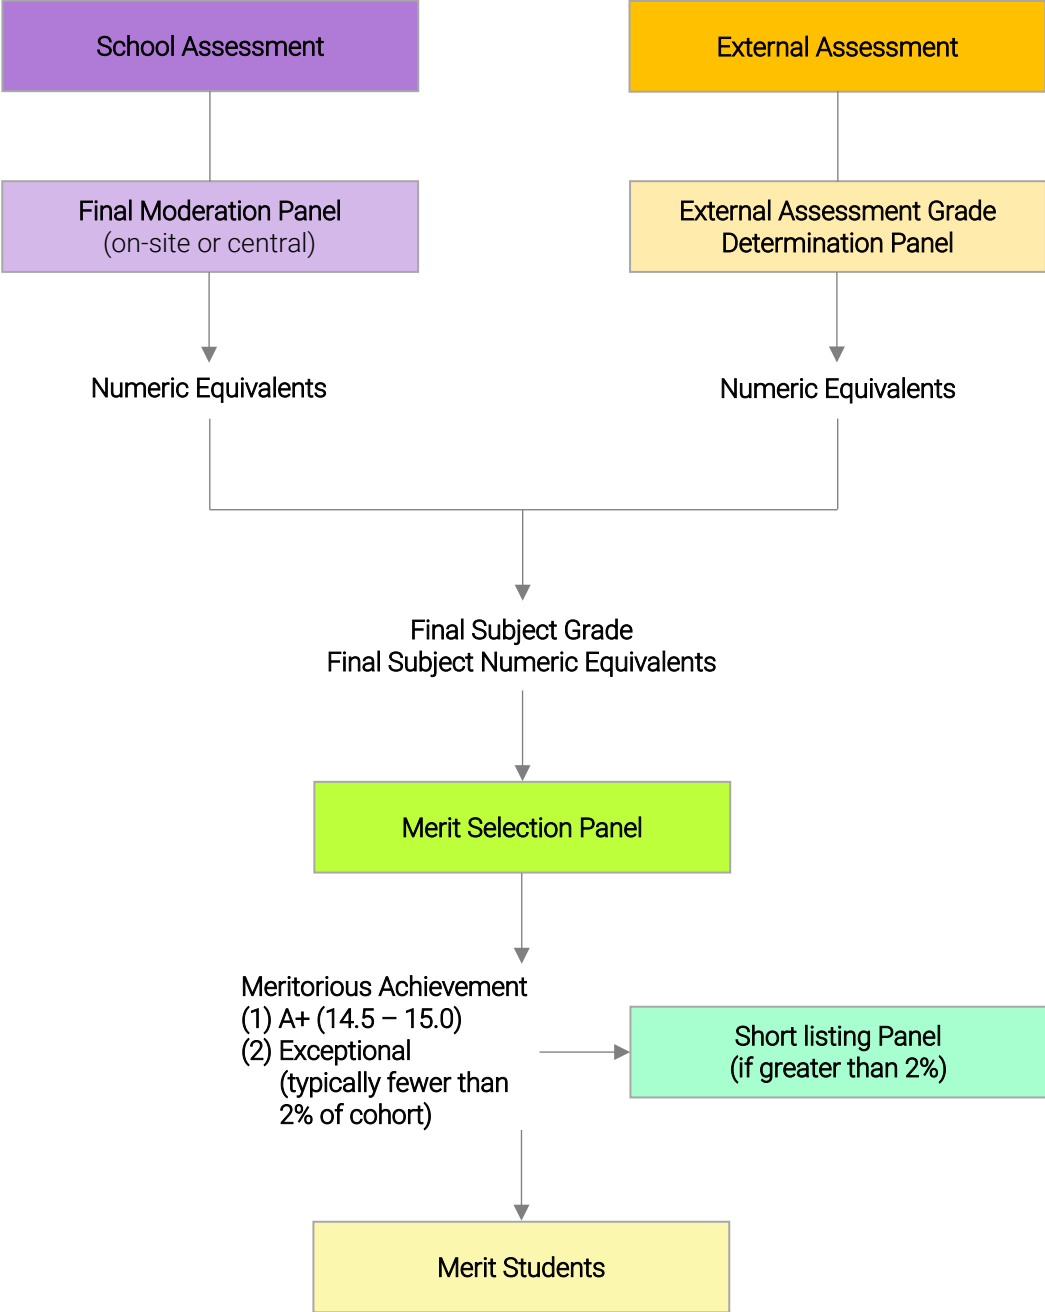 School Assessment
External Assessment
Final Moderation Panel
(on-site or central)
External Assessment Grade
Determination Panel
Numeric Equivalents
Numeric Equivalents
Final Subject Grade
Final Subject Numeric Equivalents
Merit Selection Panel
Meritorious Achievement
(1) A+ (14.5 – 15.0)
(2) Exceptional
(typically fewer than
2% of cohort)
Short listing Panel
(if greater than 2%)
Merit Students